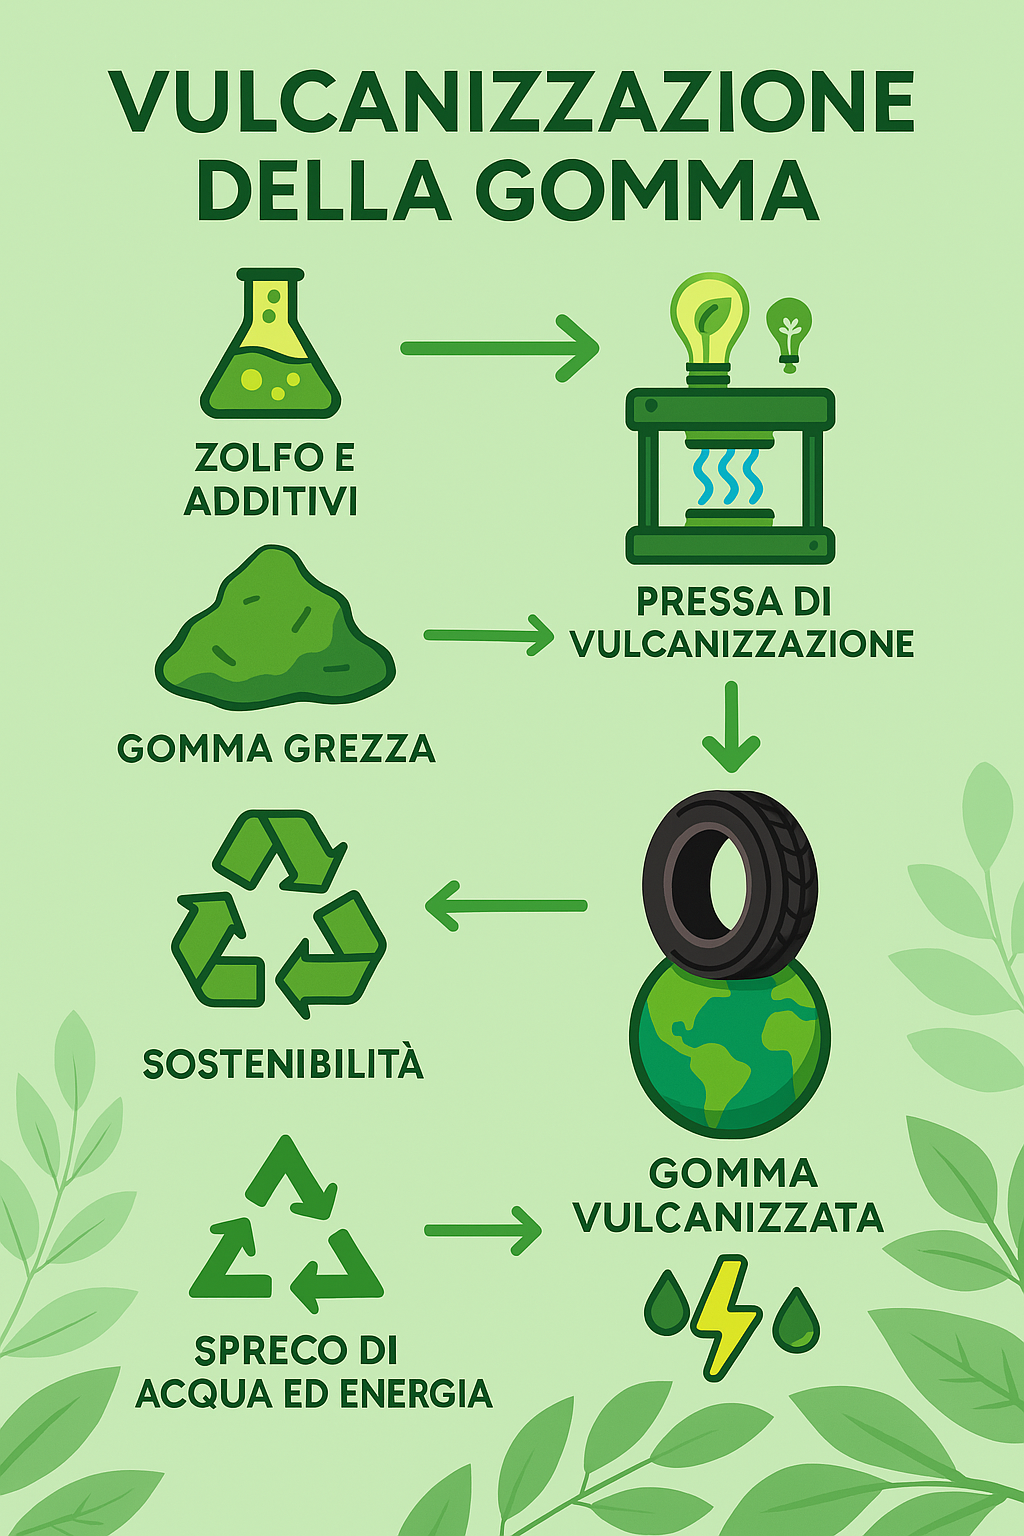 VULCANIZZAZIONE
DELLA GOMMA
ZOLFO E
ADDITIVI
PRESSA DI
VULCANIZZAZIONE
GOMMA GREZZA
SOSTENIBILITÀ
GOMMA
VULCANIZZATA
SPRECO DI
ACQUA ED ENERGIA